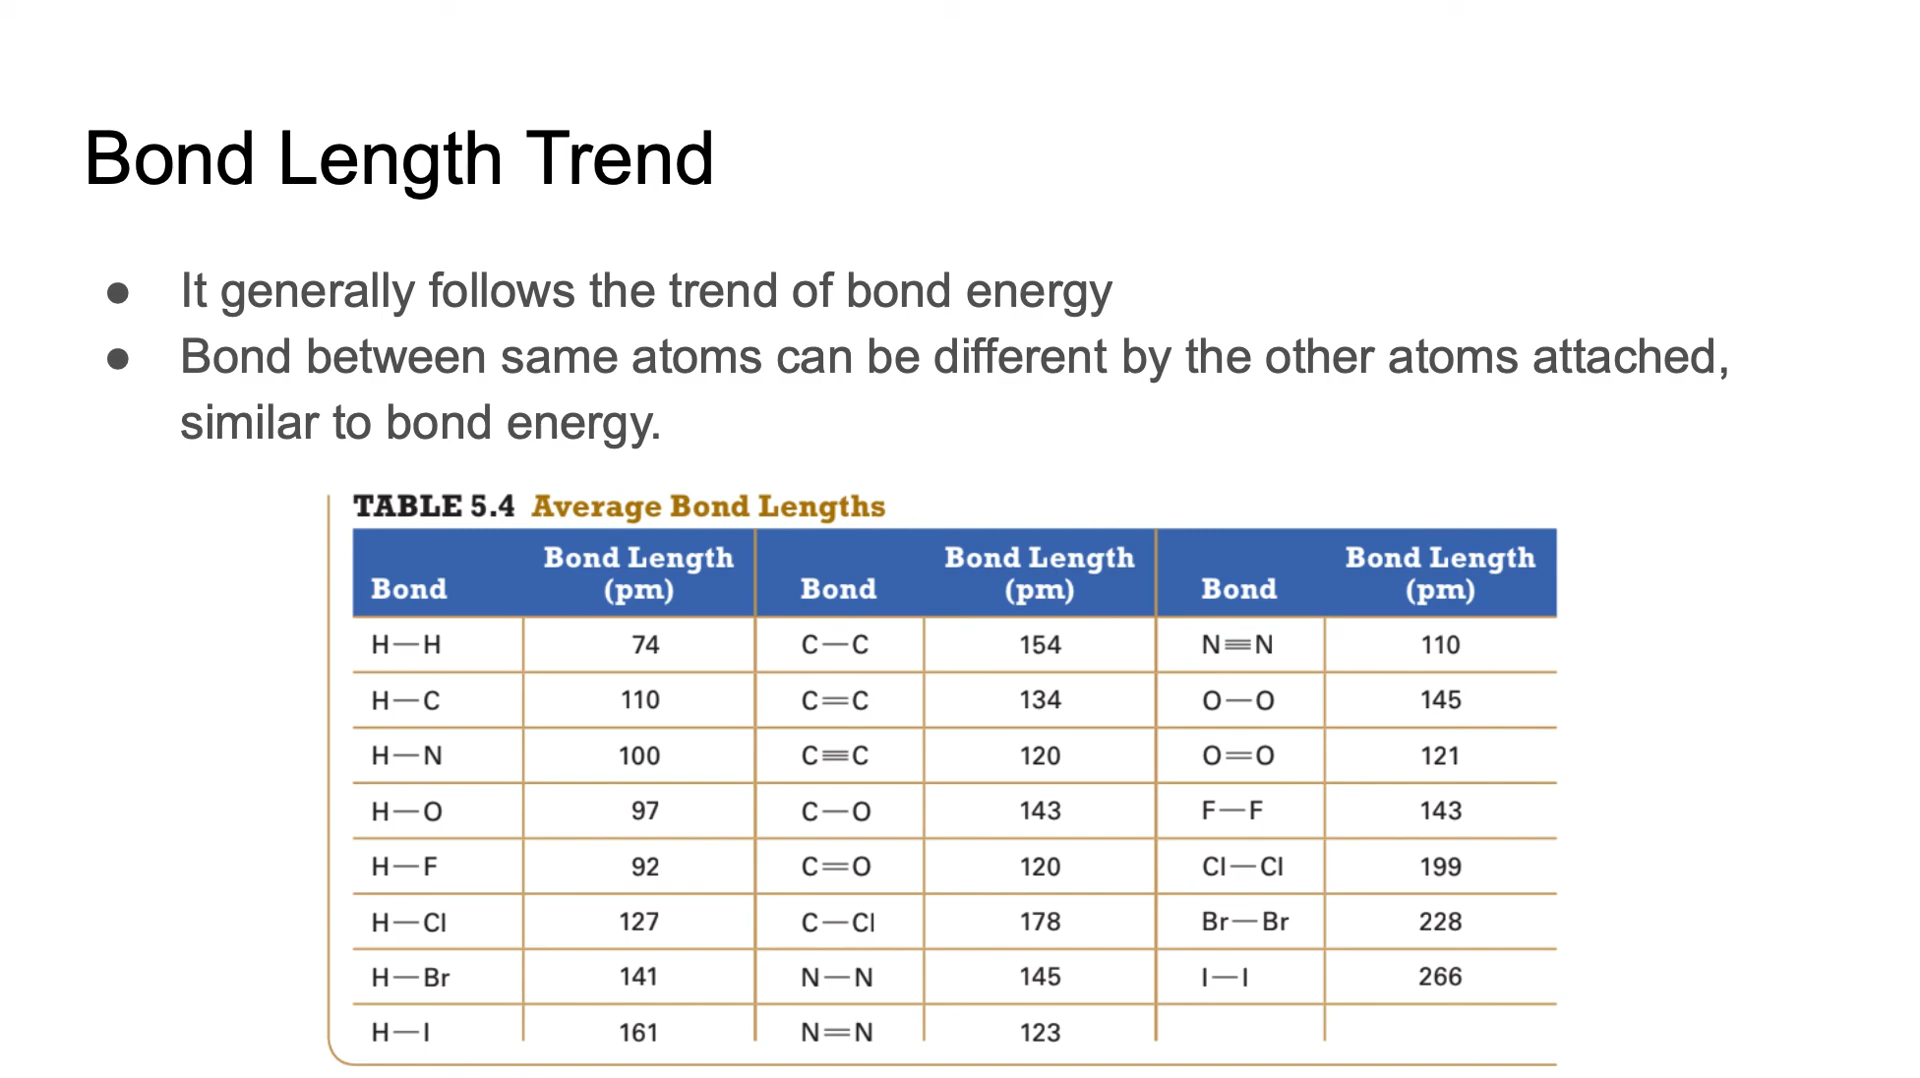 Bond Length Trend
● It generally follows the trend of bond energy
● Bond between same atoms can be different by the other atoms attached,
similar to bond energy.
TABLE 5.4 Average Bond Lengths
Bond Bond Length (pm) Bond Bond Length (pm) Bond Bond Length (pm)
H—H 74 C—C 154 N≡N 110
H—C 110 C=C 134 O—O 145
H—N 100 C≡C 120 O=O 121
H—O 97 C—O 143 F—F 143
H—F 92 C=O 120 Cl—Cl 199
H—Cl 127 C—Cl 178 Br—Br 228
H—Br 141 N—N 145 I—I 266
H—I 161 N=N 123